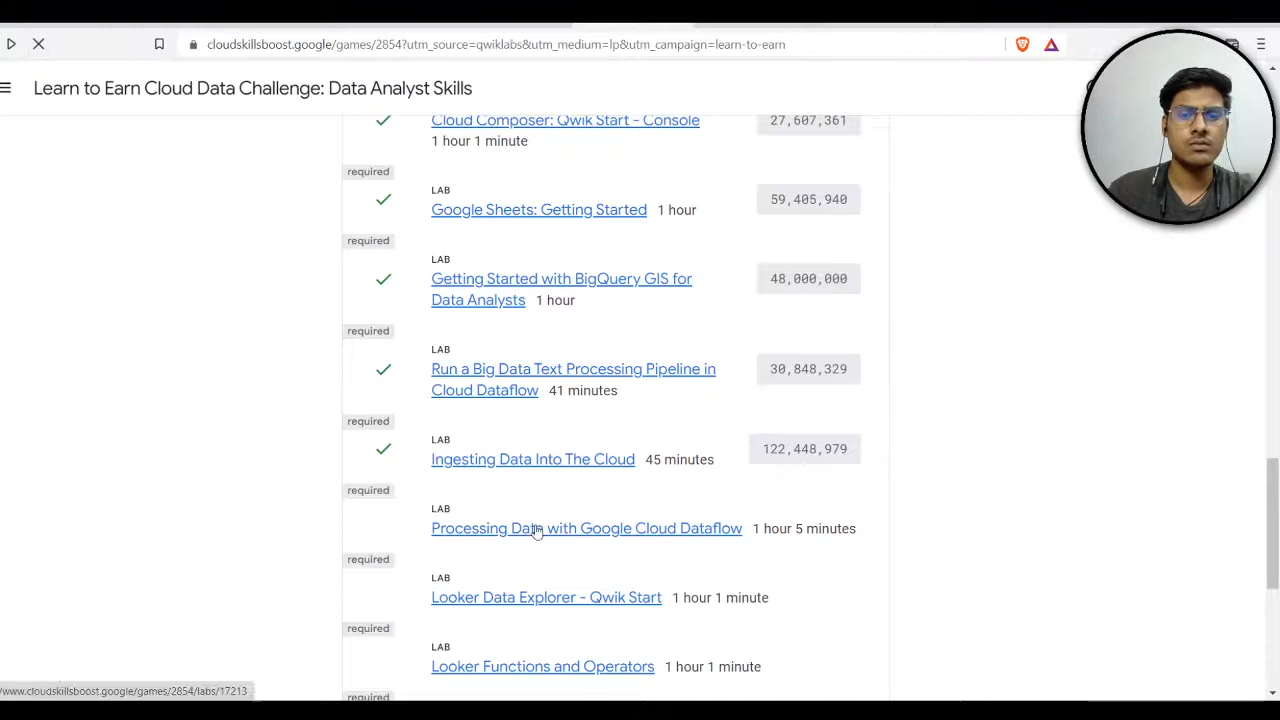 cloudskillsboost.google/games/2854?utm_source=qwiklabs&utm_medium=lp&utm_campaign=learn-to-earn
Learn to Earn Cloud Data Challenge: Data Analyst Skills
Cloud Composer: Qwik Start - Console
27,607,361
1 hour 1 minute
required
LAB
Google Sheets: Getting Started 1 hour
59,405,940
required
LAB
Getting Started with BigQuery GIS for
Data Analysts 1 hour
48,000,000
required
LAB
Run a Big Data Text Processing Pipeline in
Cloud Dataflow 41 minutes
30,848,329
required
LAB
Ingesting Data Into The Cloud 45 minutes
122,448,979
required
LAB
Processing Data with Google Cloud Dataflow 1 hour 5 minutes
required
LAB
Looker Data Explorer - Qwik Start 1 hour 1 minute
required
LAB
Looker Functions and Operators 1 hour 1 minute
required
/www.cloudskillsboost.google/games/2854/labs/17213